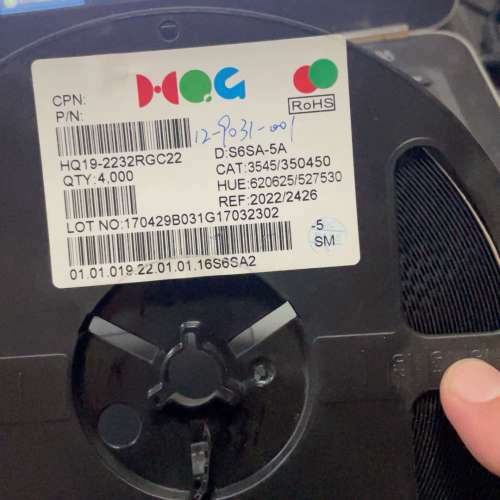 HQG
CPN:
P/N:
RoHS
12-9031-001
HQ19-2232RGC22
D:S6SA-5A
QTY:4,000
CAT:3545/350450
HUE:620625/527530
REF:2022/2426
LOT NO:170429B031G17032302
-5
SM
01.01.019.22.01.01.16S6SA2